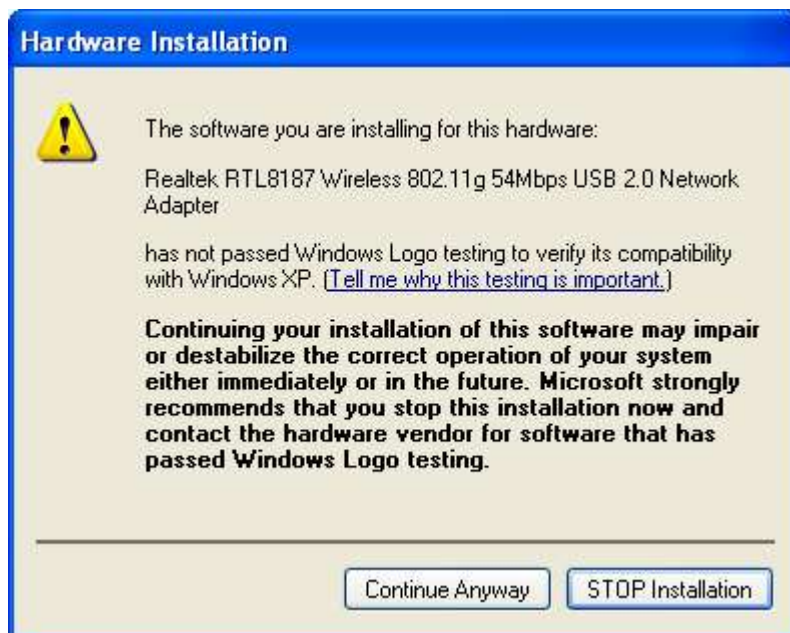 Hardware Installation
The software you are installing for this hardware:
Realtek RTL8187 Wireless 802.11g 54Mbps USB 2.0 Network
Adapter
has not passed Windows Logo testing to verify its compatibility
with Windows XP. (Tell me why this testing is important.)
Continuing your installation of this software may impair
or destabilize the correct operation of your system
either immediately or in the future. Microsoft strongly
recommends that you stop this installation now and
contact the hardware vendor for software that has
passed Windows Logo testing.
Continue Anyway STOP Installation